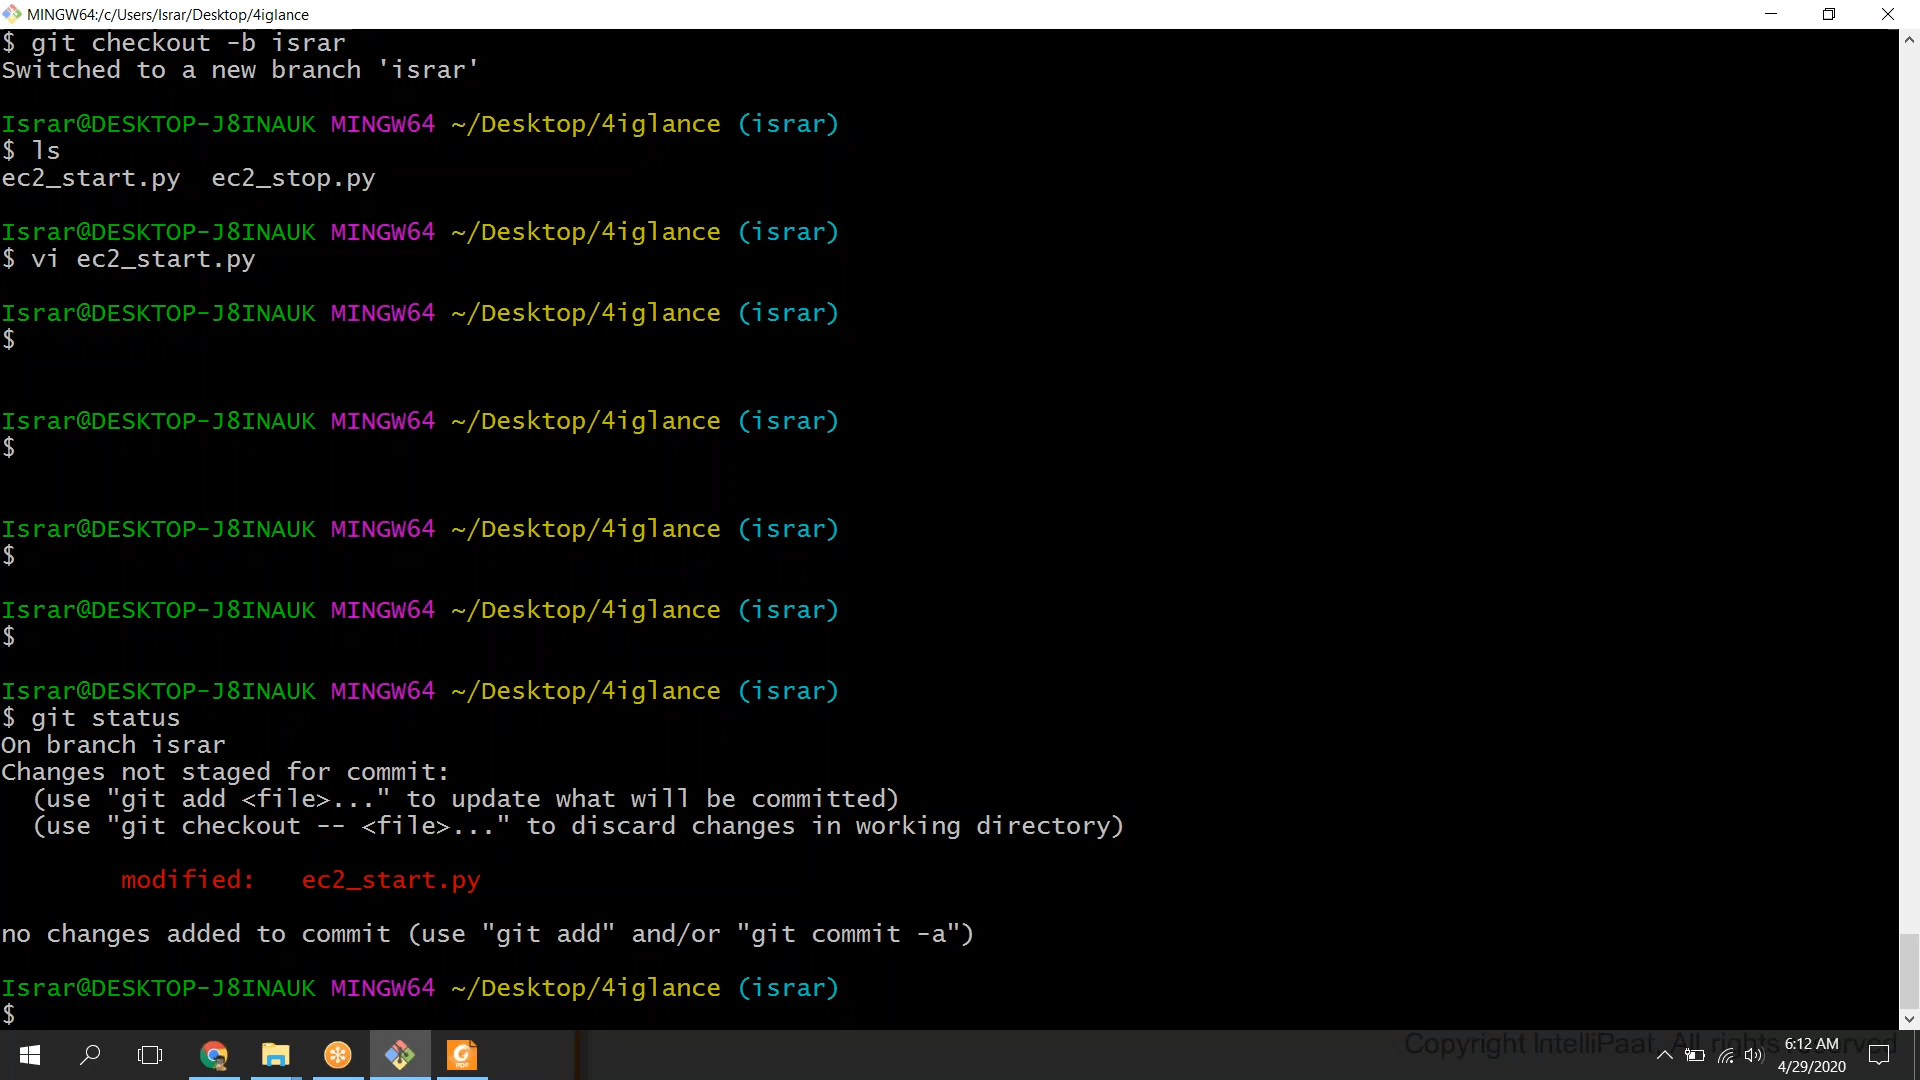 MINGW64:/c/Users/Israr/Desktop/4iglance
$ git checkout -b israr
Switched to a new branch 'israr'
Israr@DESKTOP-J8INAUK MINGW64 ~/Desktop/4iglance (israr)
$ ls
ec2_start.py  ec2_stop.py
Israr@DESKTOP-J8INAUK MINGW64 ~/Desktop/4iglance (israr)
$ vi ec2_start.py
Israr@DESKTOP-J8INAUK MINGW64 ~/Desktop/4iglance (israr)
$
Israr@DESKTOP-J8INAUK MINGW64 ~/Desktop/4iglance (israr)
$
Israr@DESKTOP-J8INAUK MINGW64 ~/Desktop/4iglance (israr)
$
Israr@DESKTOP-J8INAUK MINGW64 ~/Desktop/4iglance (israr)
$
Israr@DESKTOP-J8INAUK MINGW64 ~/Desktop/4iglance (israr)
$ git status
On branch israr
Changes not staged for commit:
  (use "git add <file>..." to update what will be committed)
  (use "git checkout -- <file>..." to discard changes in working directory)
        modified:   ec2_start.py
no changes added to commit (use "git add" and/or "git commit -a")
Israr@DESKTOP-J8INAUK MINGW64 ~/Desktop/4iglance (israr)
$
Copyright IntelliPaat, All rights reserved
6:12 AM
4/29/2020
PDF